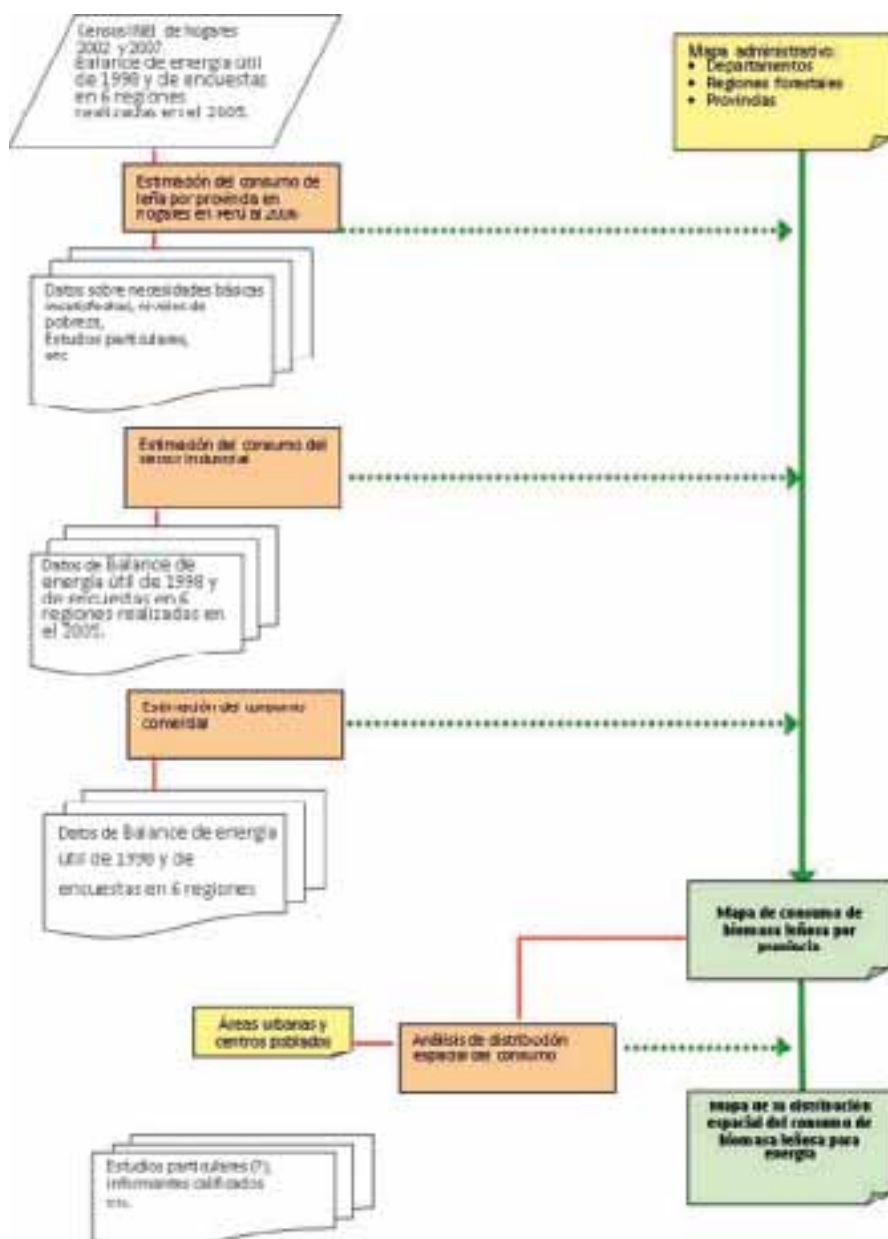 Censos INEI de hogares
2002 y 2007.
Balance de energía útil
de 1998 y de encuestas
en 6 regiones
realizadas en el 2005.
Mapa administrativo:
• Departamentos
• Regiones forestales
• Provincias
Estimación del consumo de
leña por provincia en
hogares en Perú al 2006
Datos sobre necesidades básicas
insatisfechas, niveles de
pobreza,
Estudios particulares,
etc
Estimación del consumo del
sector industrial
Datos de Balance de
energía útil de 1998 y
de encuestas en 6
regiones realizadas en
el 2005.
Estimación del consumo
comercial
Datos de Balance de energía
útil de 1998 y de
encuestas en 6 regiones
Mapa de consumo de
biomasa leñosa por
provincia
Áreas urbanas y
centros poblados
Análisis de distribución
espacial del consumo
Mapa de la distribución
espacial del consumo de
biomasa leñosa para
energía
Estudios particulares (?),
informantes calificados
etc.